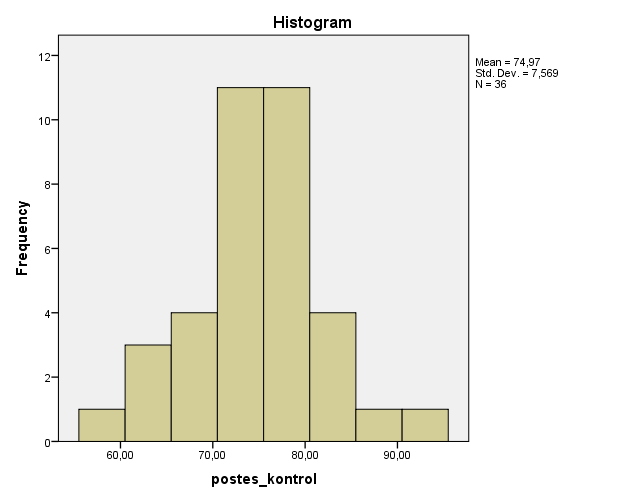 Histogram
Mean = 74,97
Std. Dev. = 7,569
N = 36
12
10
8
6
4
2
0
Frequency
60,00 70,00 80,00 90,00
postes_kontrol